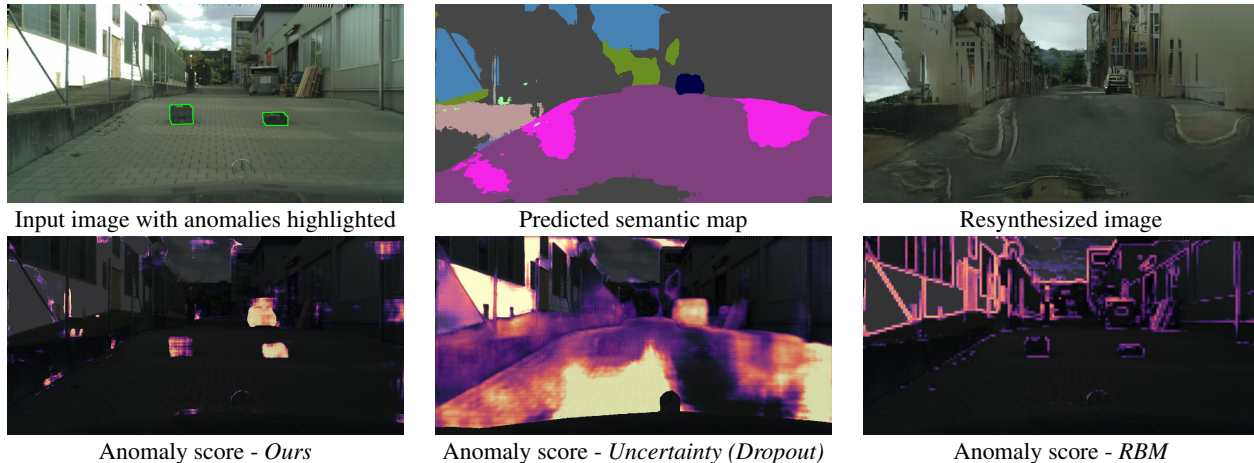 Input image with anomalies highlighted
Predicted semantic map
Resynthesized image
Anomaly score - Ours
Anomaly score - Uncertainty (Dropout)
Anomaly score - RBM